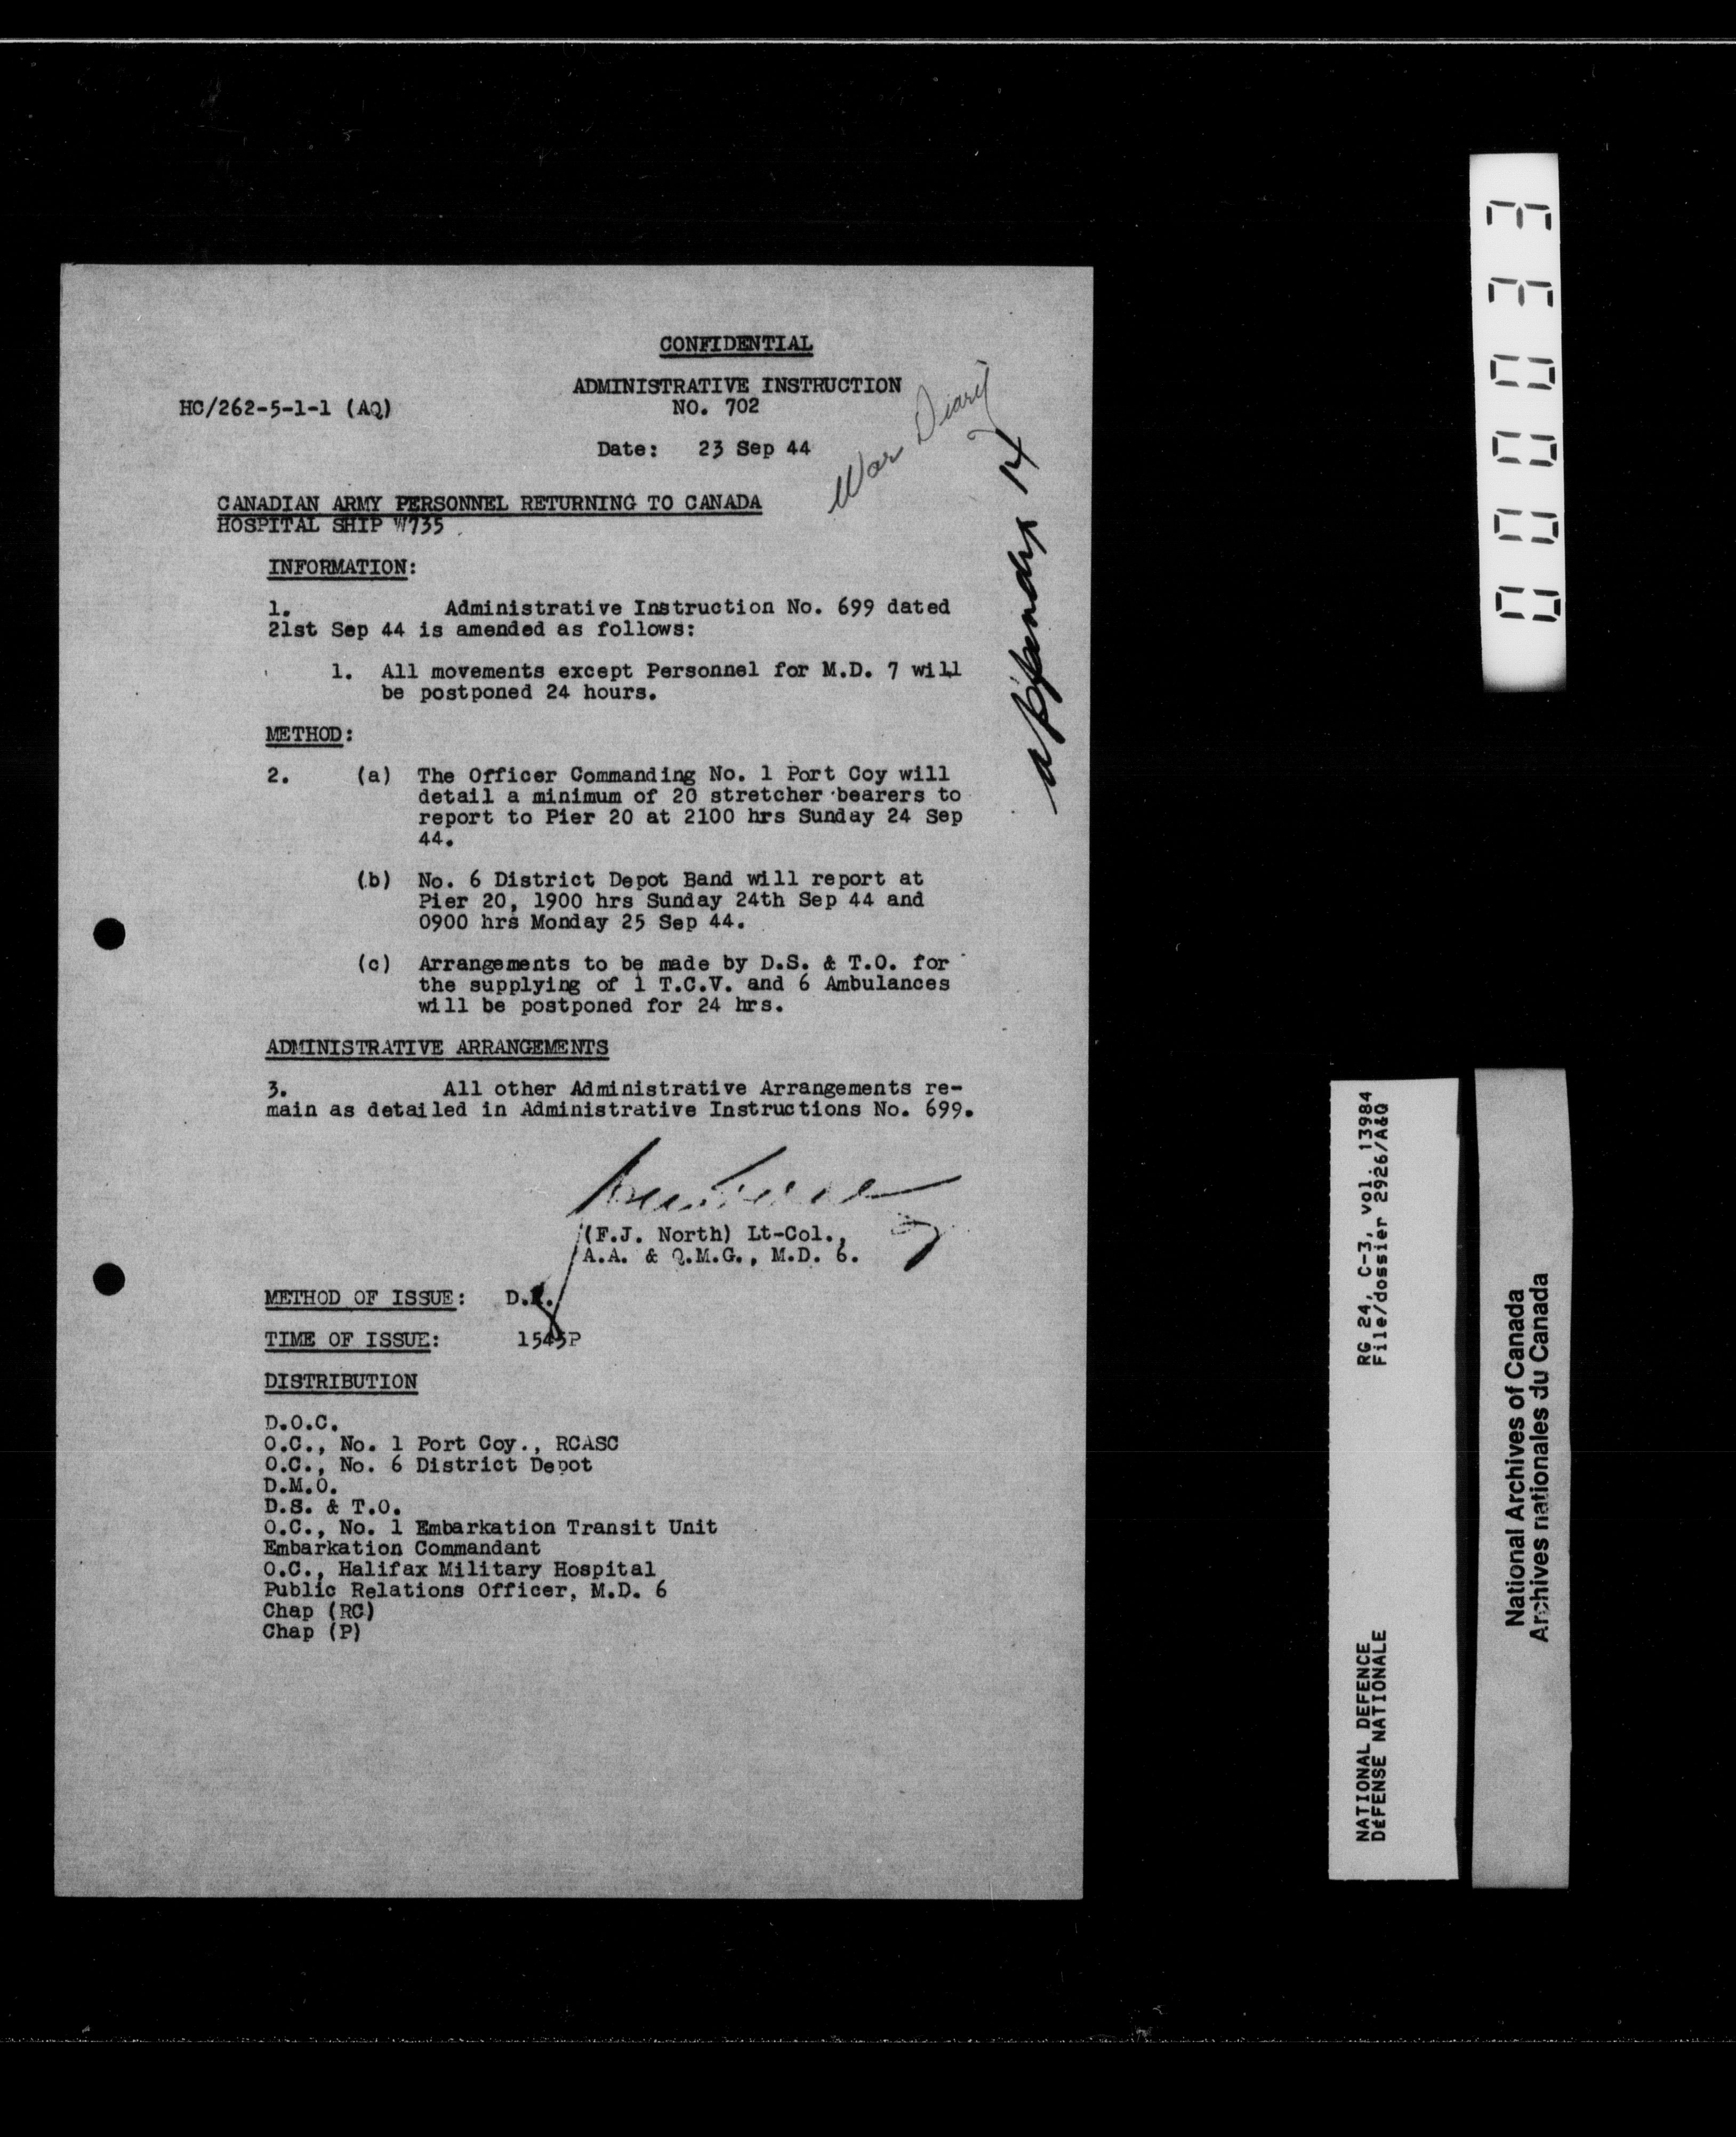 CONFIDENTIAL
ADMINISTRATIVE INSTRUCTION
HC/262-5-1-1 (AQ)
NO. 702
Date: 23 Sep 44
War Diary
appendix 14
CANADIAN ARMY PERSONNEL RETURNING TO CANADA
HOSPITAL SHIP W735
INFORMATION:
1. Administrative Instruction No. 699 dated
21st Sep 44 is amended as follows:
1. All movements except Personnel for M.D. 7 will
be postponed 24 hours.
METHOD:
2. (a) The Officer Commanding No. 1 Port Coy will
detail a minimum of 20 stretcher bearers to
report to Pier 20 at 2100 hrs Sunday 24 Sep
44.
(b) No. 6 District Depot Band will report at
Pier 20, 1900 hrs Sunday 24th Sep 44 and
0900 hrs Monday 25 Sep 44.
(c) Arrangements to be made by D.S. & T.O. for
the supplying of 1 T.C.V. and 6 Ambulances
will be postponed for 24 hrs.
ADMINISTRATIVE ARRANGEMENTS
3. All other Administrative Arrangements re-
main as detailed in Administrative Instructions No. 699.
(F.J. North) Lt-Col.,
A.A. & Q.M.G., M.D. 6.
METHOD OF ISSUE:
TIME OF ISSUE: 1545P
DISTRIBUTION
D.O.C.
O.C., No. 1 Port Coy., RCASC
O.C., No. 6 District Depot
D.M.O.
D.S. & T.O.
O.C., No. 1 Embarkation Transit Unit
Embarkation Commandant
O.C., Halifax Military Hospital
Public Relations Officer, M.D. 6
Chap (RC)
Chap (P)
NATIONAL DEFENCE RG 24, C-3, vol. 13984
DÉFENSE NATIONALE File/dossier 2926/A&Q
National Archives of Canada
Archives nationales du Canada
000033